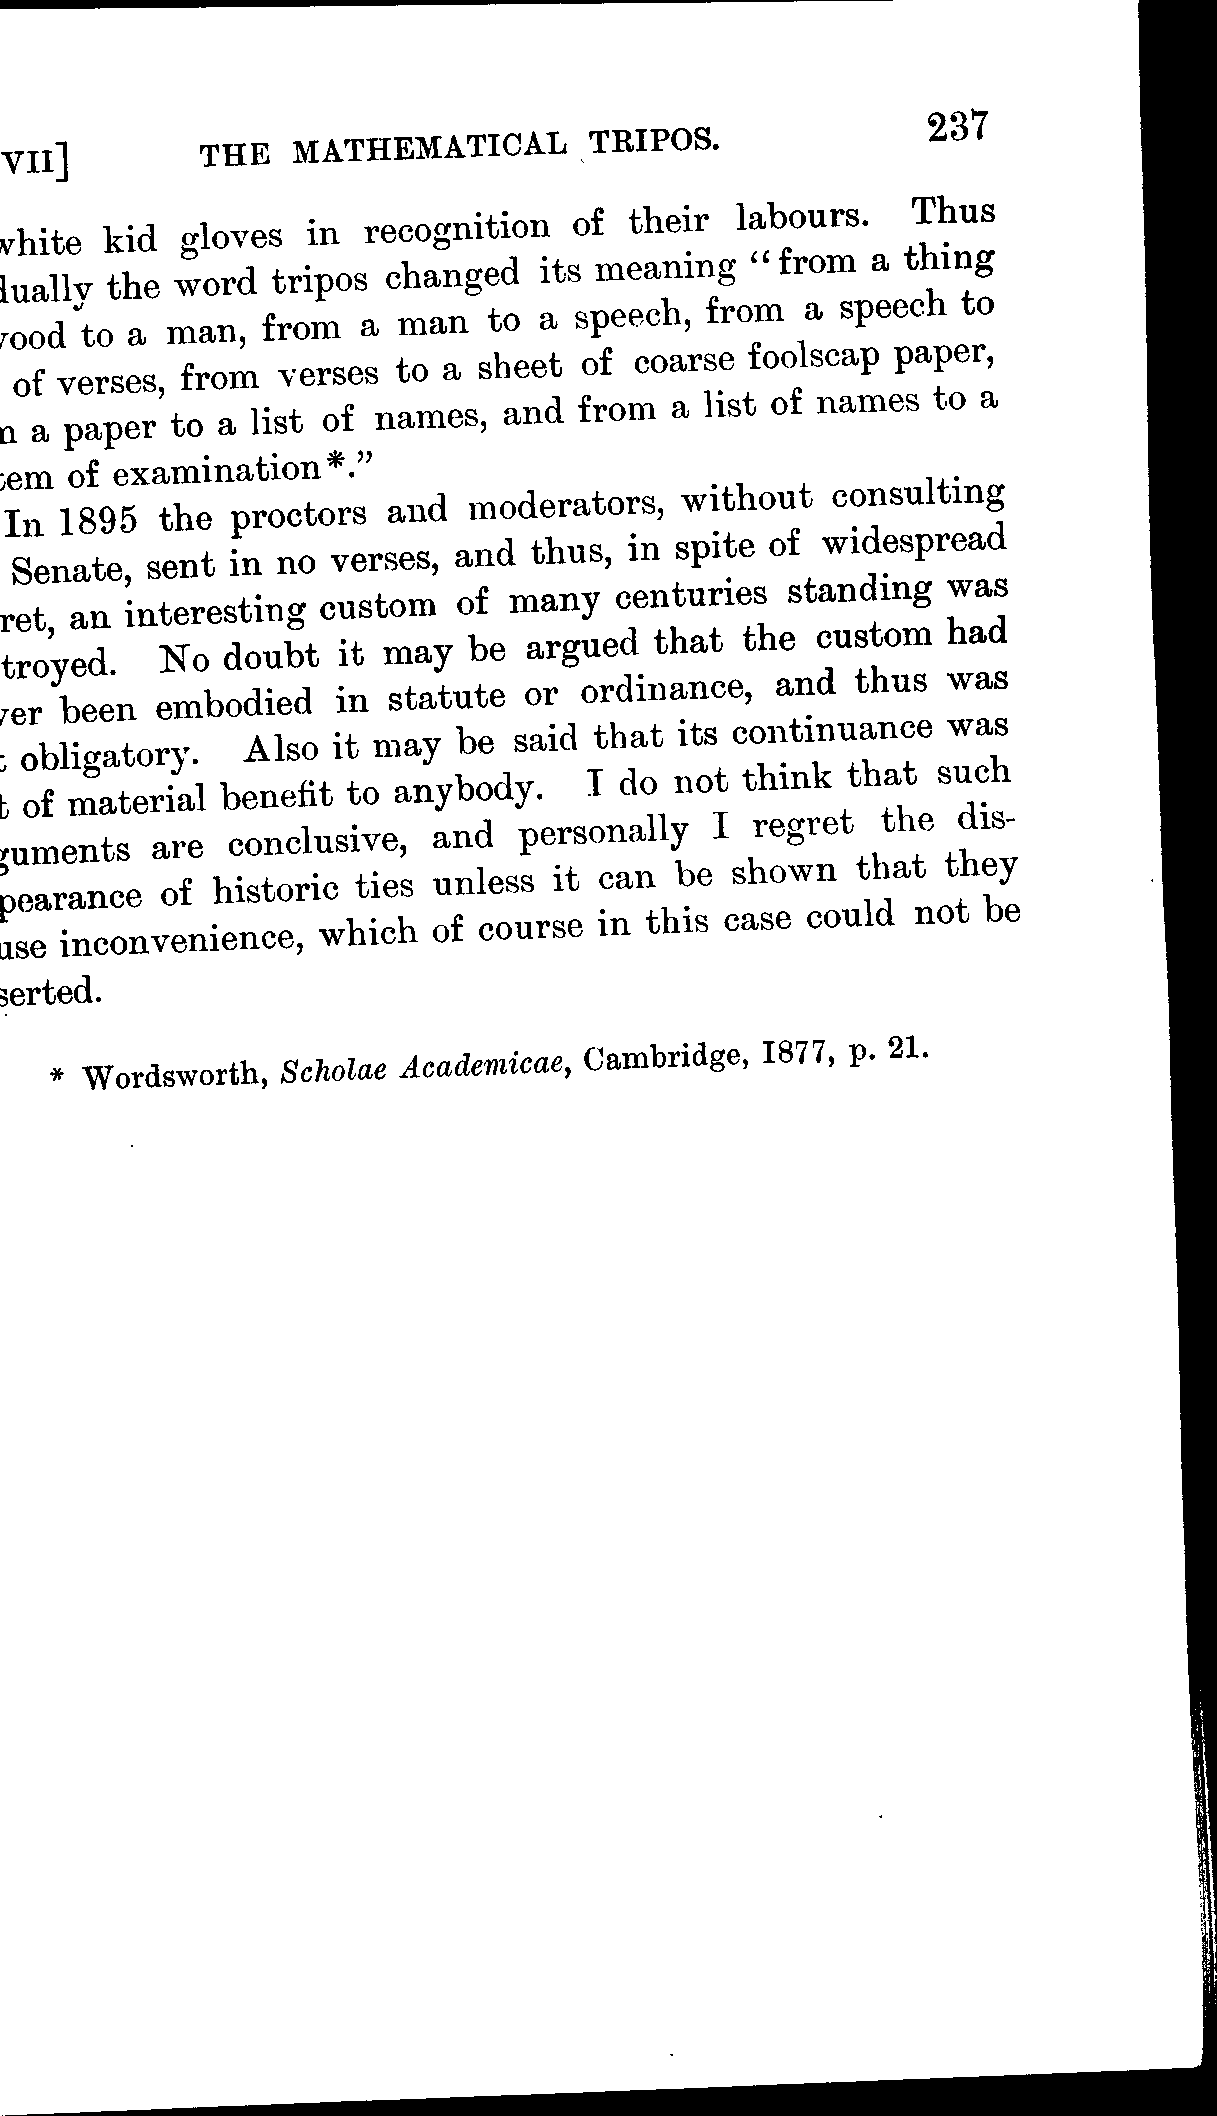 VII] THE MATHEMATICAL TRIPOS. 237
white kid gloves in recognition of their labours. Thus
dually the word tripos changed its meaning “from a thing
wood to a man, from a man to a speech, from a speech to
of verses, from verses to a sheet of coarse foolscap paper,
m a paper to a list of names, and from a list of names to a
tem of examination*.”
In 1895 the proctors and moderators, without consulting
Senate, sent in no verses, and thus, in spite of widespread
ret, an interesting custom of many centuries standing was
troyed. No doubt it may be argued that the custom had
ver been embodied in statute or ordinance, and thus was
t obligatory. Also it may be said that its continuance was
t of material benefit to anybody. I do not think that such
guments are conclusive, and personally I regret the dis-
pearance of historic ties unless it can be shown that they
use inconvenience, which of course in this case could not be
serted.
* Wordsworth, Scholae Academicae, Cambridge, 1877, p. 21.